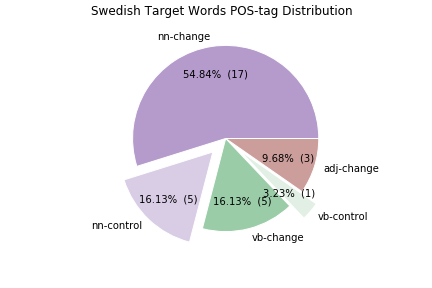 Swedish Target Words POS-tag Distribution
nn-change
54.84% (17)
9.68% (3)
adj-change
3.23% (1)
16.13% (5)
16.13% (5)
vb-control
nn-control
vb-change